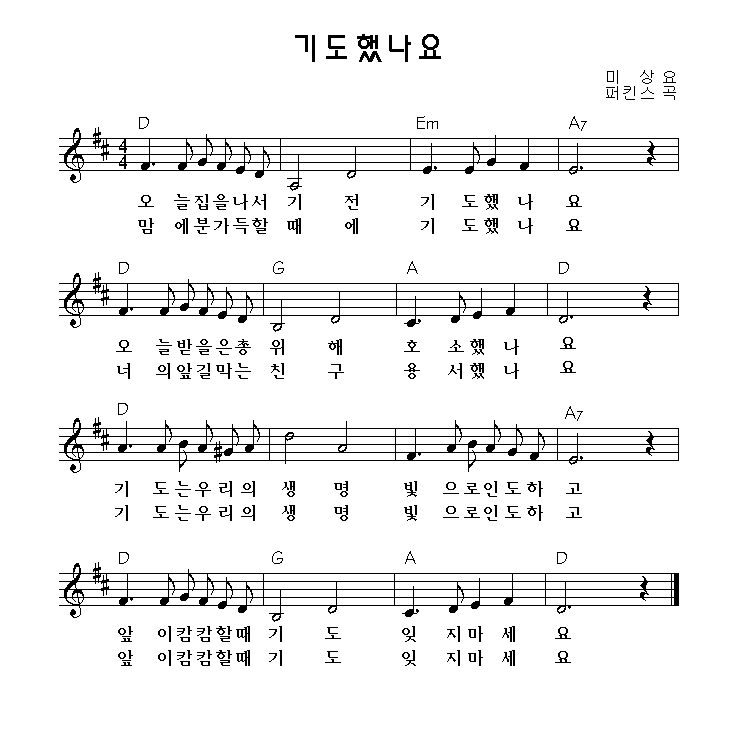 기도했나요
미 상 요
퍼킨스 곡
D Em A7
4
4
오 늘집을나서 기 전 기 도했 나 요
맘 에분가득할 때 에 기 도했 나 요
D G A D
오 늘받을은총 위 해 호 소했 나 요
너 의앞길막는 친 구 용 서했 나 요
D A7
기 도는우리의 생 명 빛 으로인도하 고
기 도는우리의 생 명 빛 으로인도하 고
D G A D
앞 이캄캄할때 기 도 잊 지마 세 요
앞 이캄캄할때 기 도 잊 지마 세 요